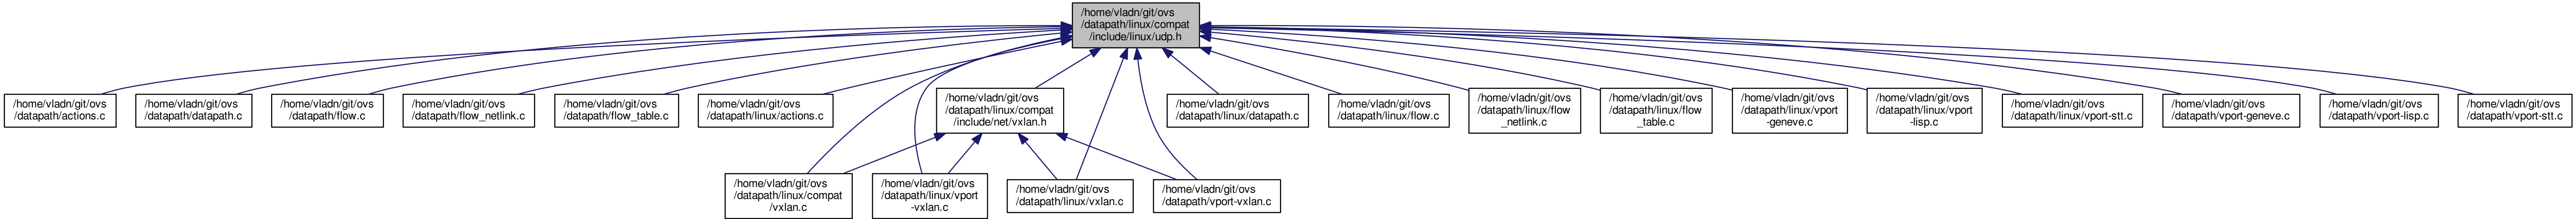 /home/vladn/git/ovs
/datapath/linux/compat
/include/linux/udp.h
/home/vladn/git/ovs
/datapath/actions.c
/home/vladn/git/ovs
/datapath/datapath.c
/home/vladn/git/ovs
/datapath/flow.c
/home/vladn/git/ovs
/datapath/flow_netlink.c
/home/vladn/git/ovs
/datapath/flow_table.c
/home/vladn/git/ovs
/datapath/linux/actions.c
/home/vladn/git/ovs
/datapath/linux/compat
/include/net/vxlan.h
/home/vladn/git/ovs
/datapath/linux/datapath.c
/home/vladn/git/ovs
/datapath/linux/flow.c
/home/vladn/git/ovs
/datapath/linux/flow
_netlink.c
/home/vladn/git/ovs
/datapath/linux/flow
_table.c
/home/vladn/git/ovs
/datapath/linux/vport
-geneve.c
/home/vladn/git/ovs
/datapath/linux/vport
-lisp.c
/home/vladn/git/ovs
/datapath/linux/vport-stt.c
/home/vladn/git/ovs
/datapath/vport-geneve.c
/home/vladn/git/ovs
/datapath/vport-lisp.c
/home/vladn/git/ovs
/datapath/vport-stt.c
/home/vladn/git/ovs
/datapath/linux/compat
/vxlan.c
/home/vladn/git/ovs
/datapath/linux/vport
-vxlan.c
/home/vladn/git/ovs
/datapath/linux/vxlan.c
/home/vladn/git/ovs
/datapath/vport-vxlan.c